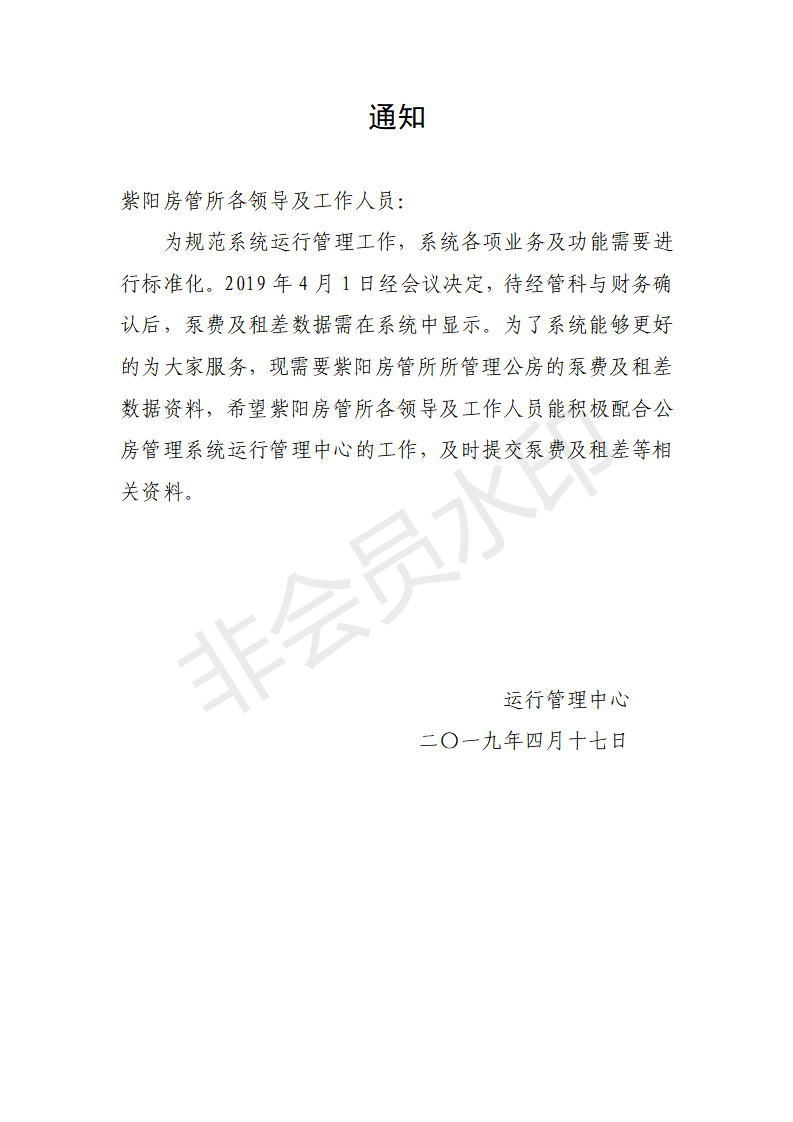 通知
紫阳房管所各领导及工作人员：
为规范系统运行管理工作，系统各项业务及功能需要进
行标准化。2019 年 4 月 1 日经会议决定，待经管科与财务确
认后，泵费及租差数据需在系统中显示。为了系统能够更好
的为大家服务，现需要紫阳房管所所管理公房的泵费及租差
数据资料，希望紫阳房管所各领导及工作人员能积极配合公
房管理系统运行管理中心的工作，及时提交泵费及租差等相
关资料。
非会员水印
运行管理中心
二〇一九年四月十七日